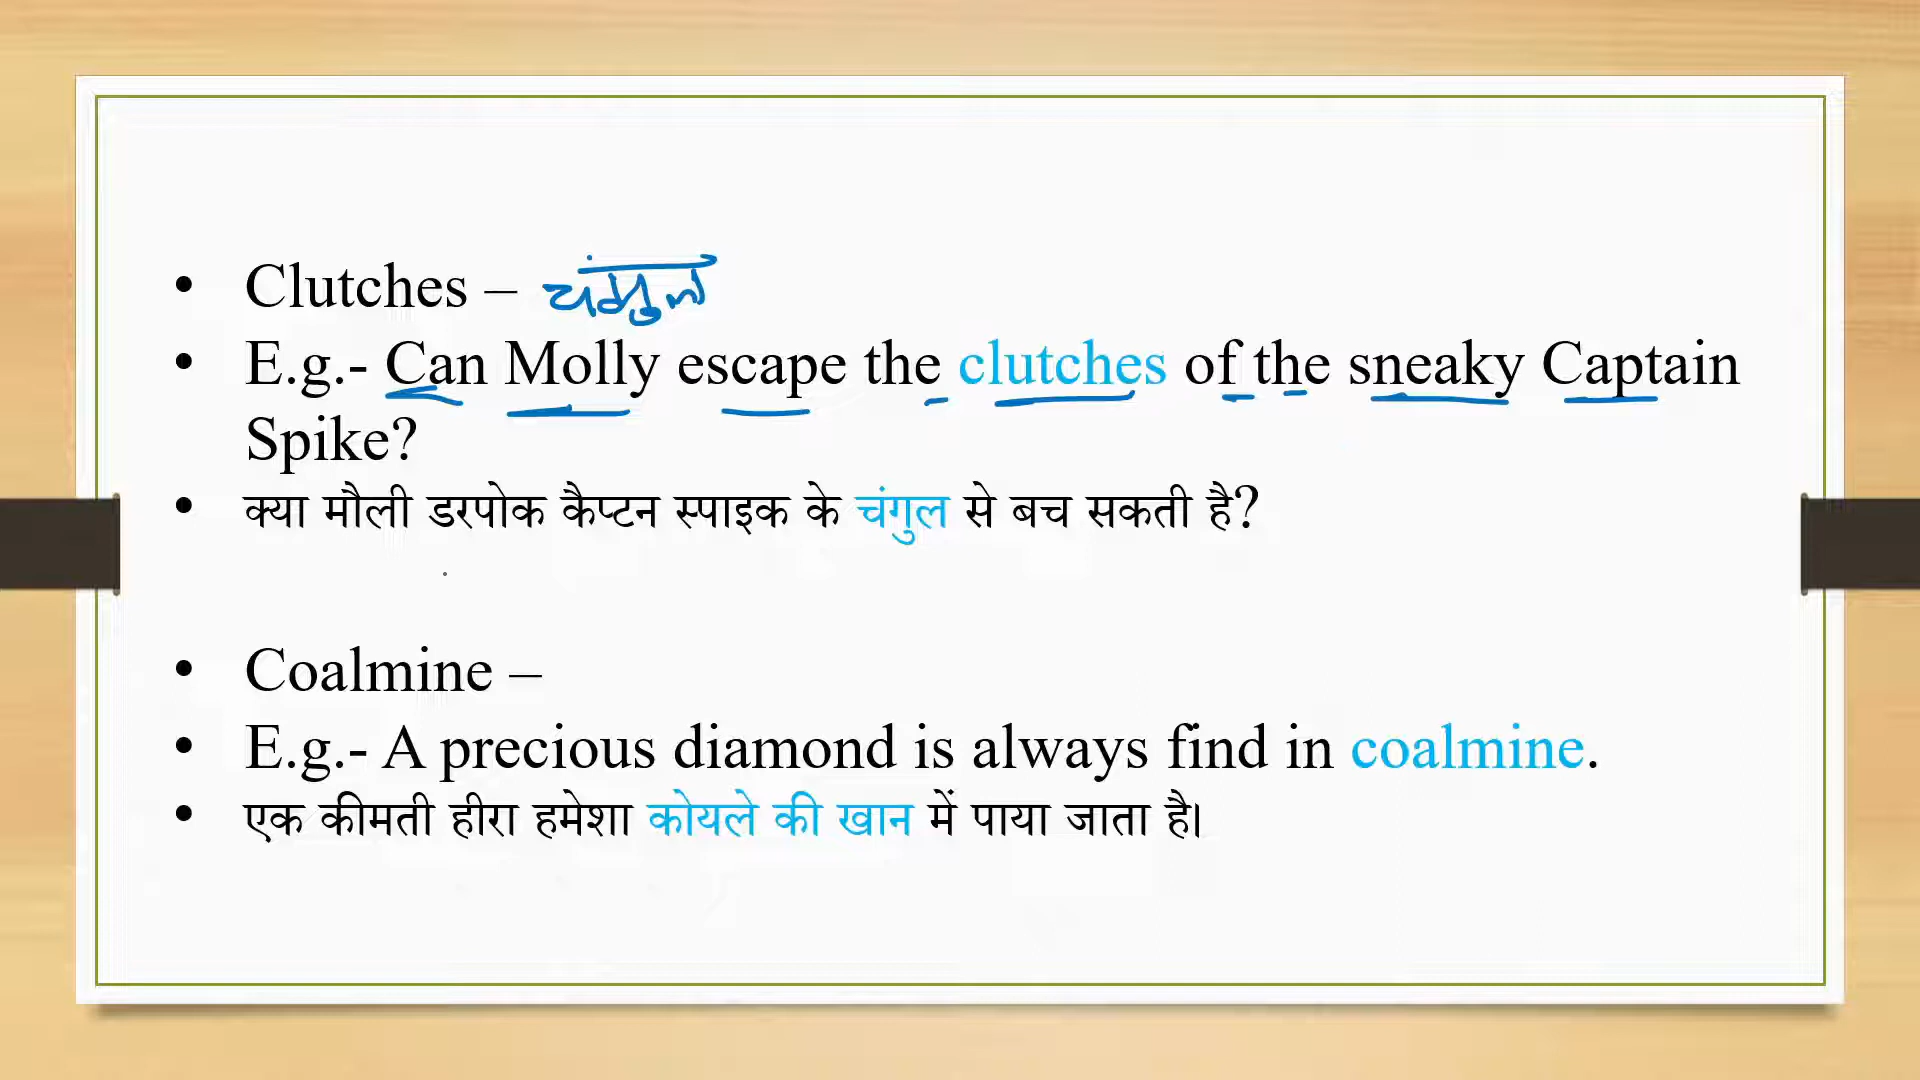 • Clutches – चंगुल
• E.g.- Can Molly escape the clutches of the sneaky Captain
Spike?
• क्या मौली डरपोक कैप्टन स्पाइक के चंगुल से बच सकती है?
• Coalmine –
• E.g.- A precious diamond is always find in coalmine.
• एक कीमती हीरा हमेशा कोयले की खान में पाया जाता है।